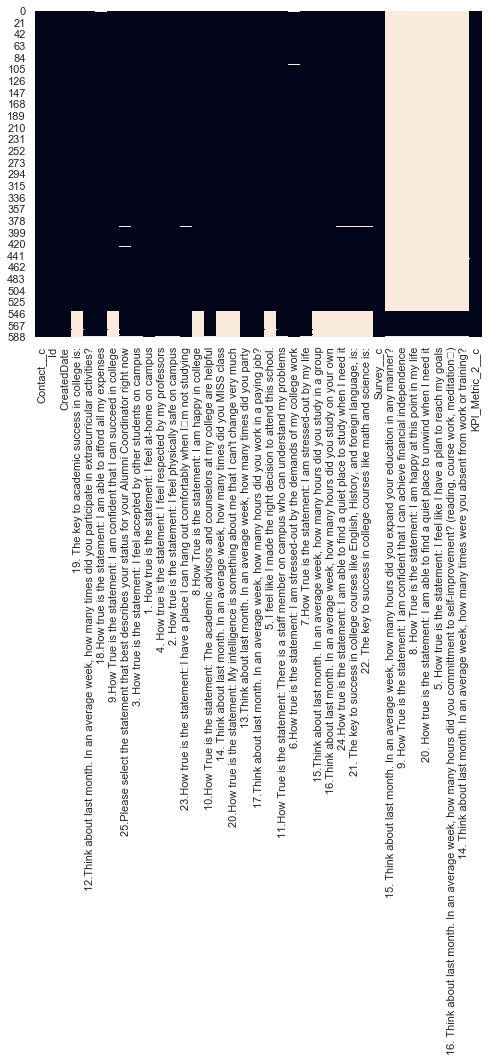 0
21
42
63
84
105
126
147
168
189
210
231
252
273
294
315
336
357
378
399
420
441
462
483
504
525
546
567
588
Contact__c
Id
CreatedDate
19. The key to academic success in college is:
12.Think about last month. In an average week, how many times did you participate in extracurricular activities?
18.How true is the statement: I am able to afford all my expenses
9.How True is the statement: I am confident that I can succeed in college
25.Please select the statement that best describes your status for your Alumni Coordinator right now
3. How true is the statement: I feel accepted by other students on campus
1. How true is the statement: I feel at-home on campus
4. How true is the statement: I feel respected by my professors
2. How true is the statement: I feel physically safe on campus
23.How true is the statement: I have a place I can hang out comfortably when I□m not studying
8.How True is the statement: I am happy in college
10.How True is the statement: The academic advisors and counselors at my college are helpful
14. Think about last month. In an average week, how many times did you MISS class
20.How true is the statement: My intelligence is something about me that I can't change very much
13.Think about last month. In an average week, how many times did you party
17.Think about last month. In an average week, how many hours did you work in a paying job?
5. I feel like I made the right decision to attend this school.
11.How True is the statement: There is a staff member on campus who can understand my problems
6.How true is the statement: I am stressed-out by the demands of my college work
7.How True is the statement: I am stressed-out by my life
15.Think about last month. In an average week, how many hours did you study in a group
16.Think about last month. In an average week, how many hours did you study on your own
24.How true is the statement: I am able to find a quiet place to study when I need it
21. The key to success in college courses like English, History, and foreign language, is:
22. The key to success in college courses like math and science is:
Survey__c
15. Think about last month. In an average week, how many hours did you expand your education in any manner?
9. How True is the statement: I am confident that I can achieve financial independence
8. How True is the statement: I am happy at this point in my life
20. How true is the statement: I am able to find a quiet place to unwind when I need it
5. How true is the statement: I feel like I have a plan to reach my goals
16. Think about last month. In an average week, how many hours did you commitment to self-improvement? (reading, course work, meditation□)
14. Think about last month. In an average week, how many times were you absent from work or training?
KPI_Metric_2__c